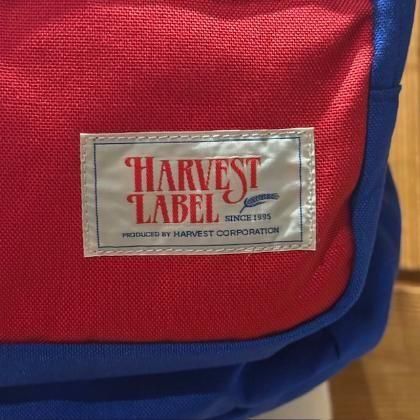 HARVEST
LABEL
SINCE 1995
PRODUCED BY HARVEST CORPORATION